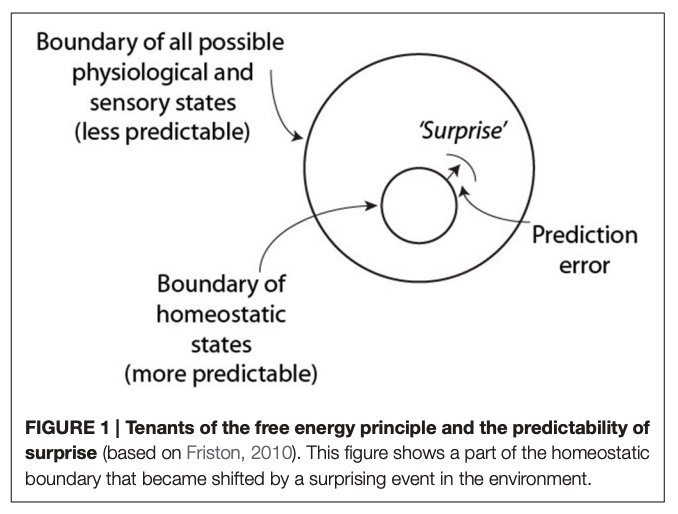 Boundary of all possible
physiological and
sensory states
(less predictable)
'Surprise'
Prediction
error
Boundary of
homeostatic
states
(more predictable)
FIGURE 1 | Tenants of the free energy principle and the predictability of
surprise (based on Friston, 2010). This figure shows a part of the homeostatic
boundary that became shifted by a surprising event in the environment.